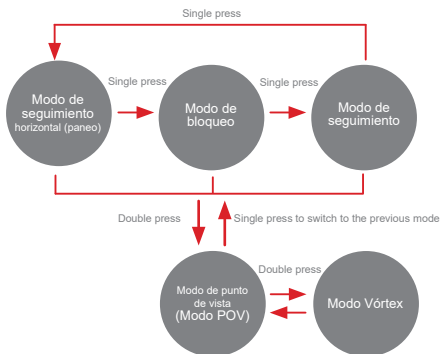 Single press
Single press
Single press
Modo de
seguimiento
horizontal (paneo)
Modo de
bloqueo
Modo de
seguimiento
Double press
Single press to switch to the previous mode
Double press
Modo de punto
de vista
(Modo POV)
Modo Vórtex